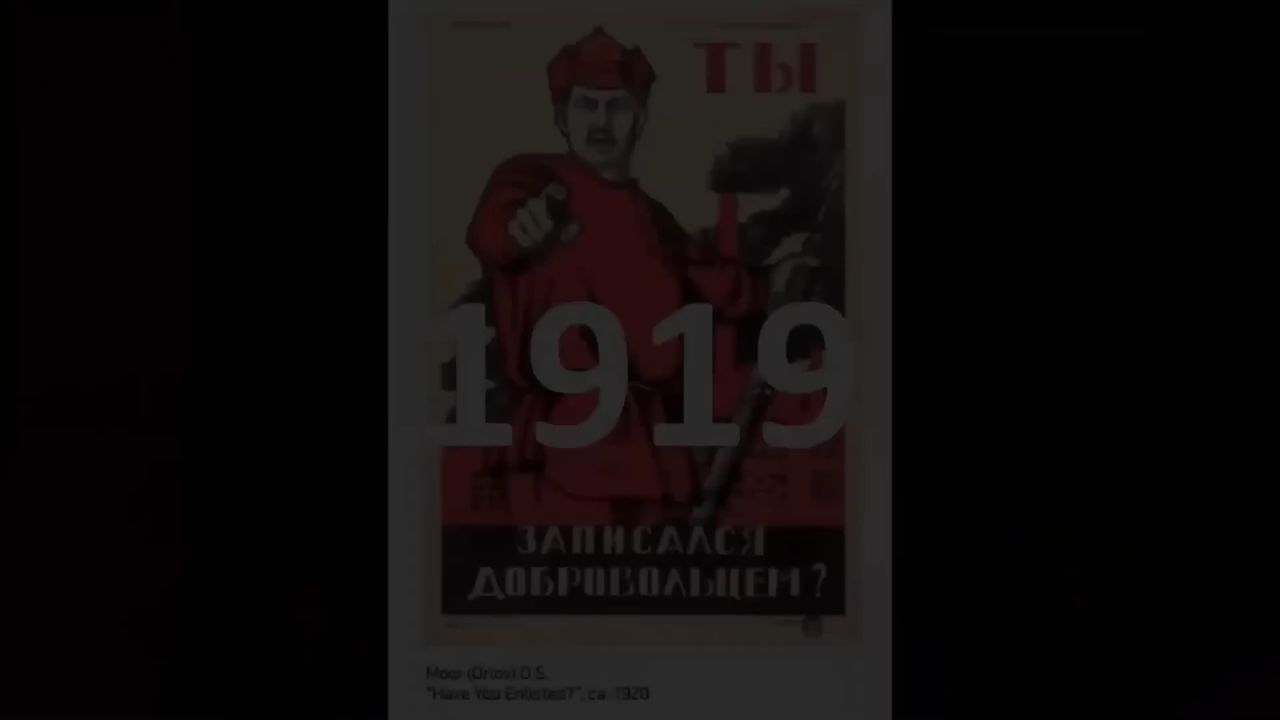 ТЫ
1919
ЗАПИСАЛСЯ
ДОБРОВОЛЬЦЕМ?
Moor (Orlov) O.S.
"Have You Enlisted?", ca. 1920